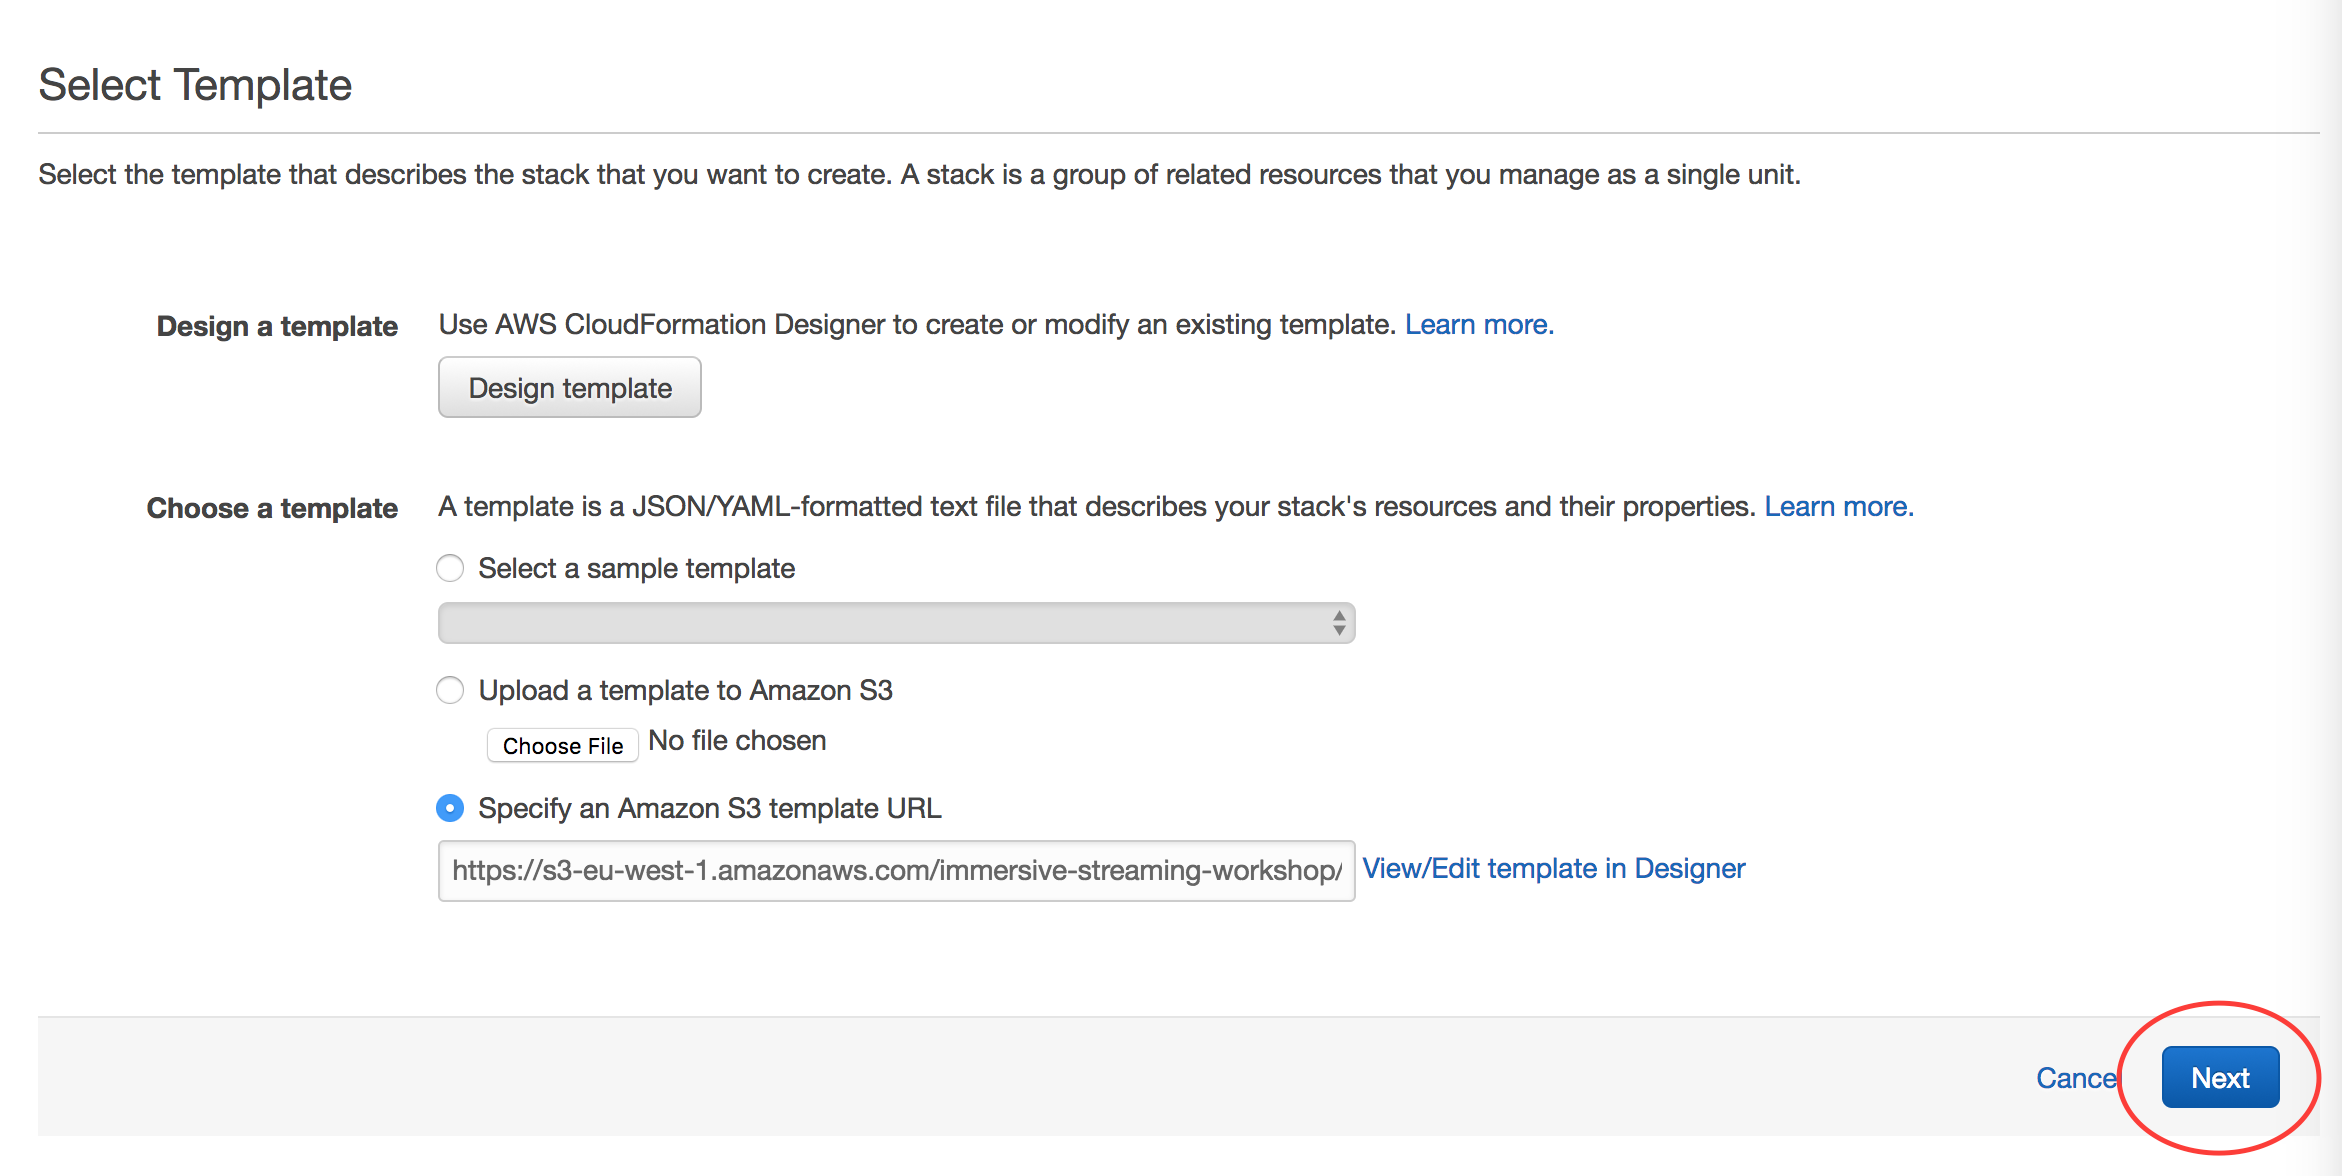 Select Template
Select the template that describes the stack that you want to create. A stack is a group of related resources that you manage as a single unit.
Design a template
Use AWS CloudFormation Designer to create or modify an existing template. Learn more.
Design template
Choose a template
A template is a JSON/YAML-formatted text file that describes your stack's resources and their properties. Learn more.
Select a sample template
Upload a template to Amazon S3
Choose File No file chosen
Specify an Amazon S3 template URL
https://s3-eu-west-1.amazonaws.com/immersive-streaming-workshop/ View/Edit template in Designer
Cancel Next